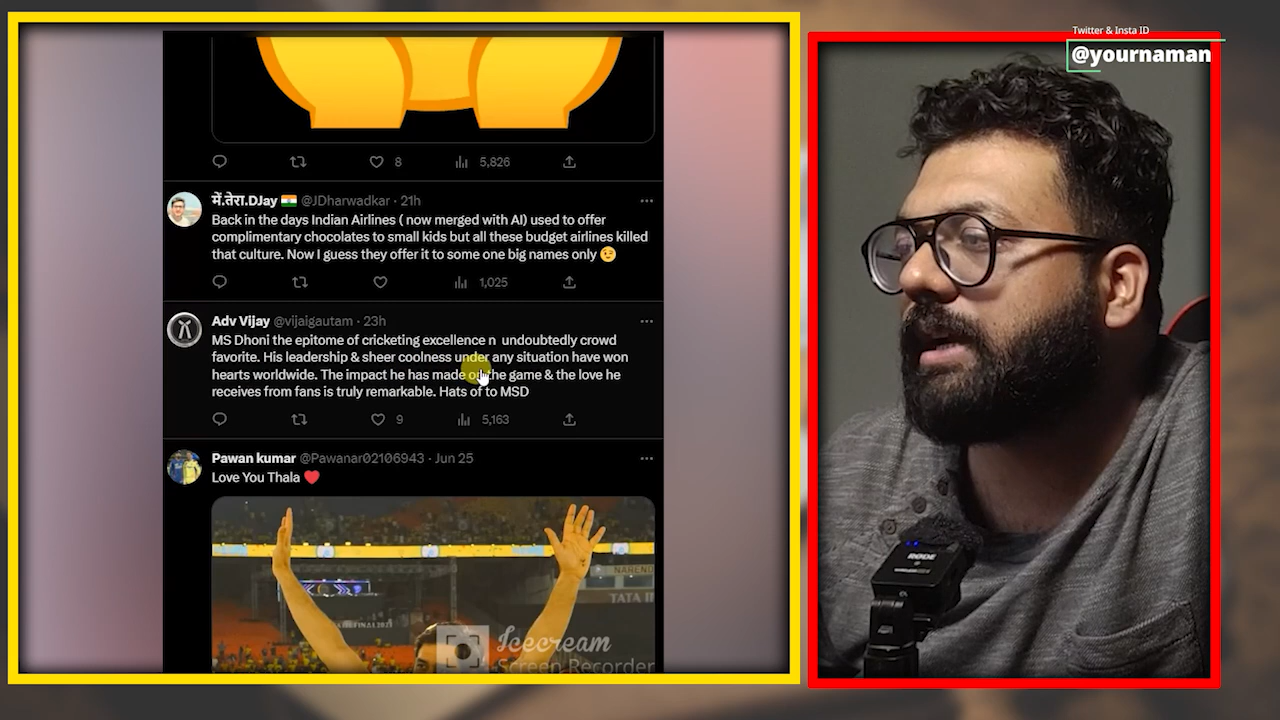 Twitter & Insta ID
@yournaman
8
5,826
में.तेरा.DJay 🇮🇳 @JDharwadkar · 21h
Back in the days Indian Airlines ( now merged with AI) used to offer
complimentary chocolates to small kids but all these budget airlines killed
that culture. Now I guess they offer it to some one big names only 😉
1,025
Adv Vijay @vijaigautam · 23h
MS Dhoni the epitome of cricketing excellence n undoubtedly crowd
favorite. His leadership & sheer coolness under any situation have won
hearts worldwide. The impact he has made on the game & the love he
receives from fans is truly remarkable. Hats of to MSD
9
5,163
Pawan kumar @Pawanar02106943 · Jun 25
Love You Thala ❤️
NAREND
TATA IN
Icecream
Screen Recorder
RØDE